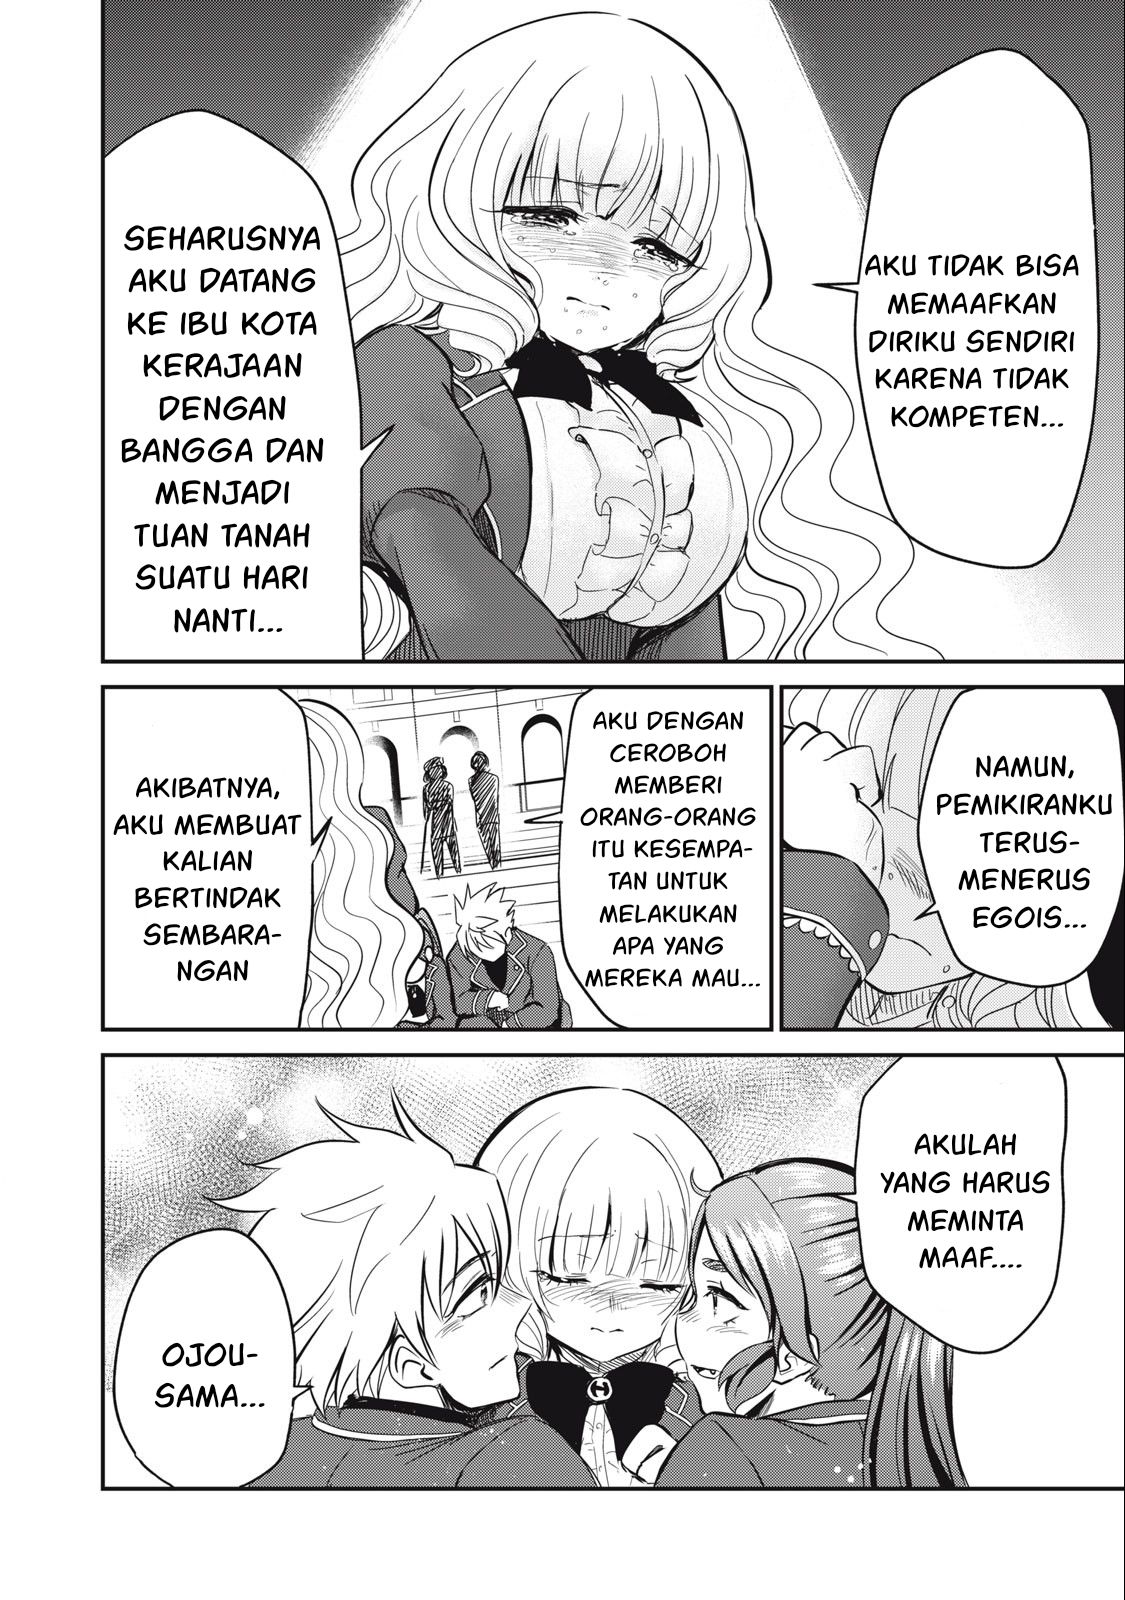 AKU TIDAK BISA
MEMAAFKAN
DIRIKU SENDIRI
KARENA TIDAK
KOMPETEN...
SEHARUSNYA
AKU DATANG
KE IBU KOTA
KERAJAAN
DENGAN
BANGGA DAN
MENJADI
TUAN TANAH
SUATU HARI
NANTI...
NAMUN,
PEMIKIRANKU
TERUS-
MENERUS
EGOIS...
AKU DENGAN
CEROBOH
MEMBERI
ORANG-ORANG
ITU KESEMPA-
TAN UNTUK
MELAKUKAN
APA YANG
MEREKA MAU...
AKIBATNYA,
AKU MEMBUAT
KALIAN
BERTINDAK
SEMBARA-
NGAN
AKULAH
YANG HARUS
MEMINTA
MAAF....
OJOU-
SAMA...